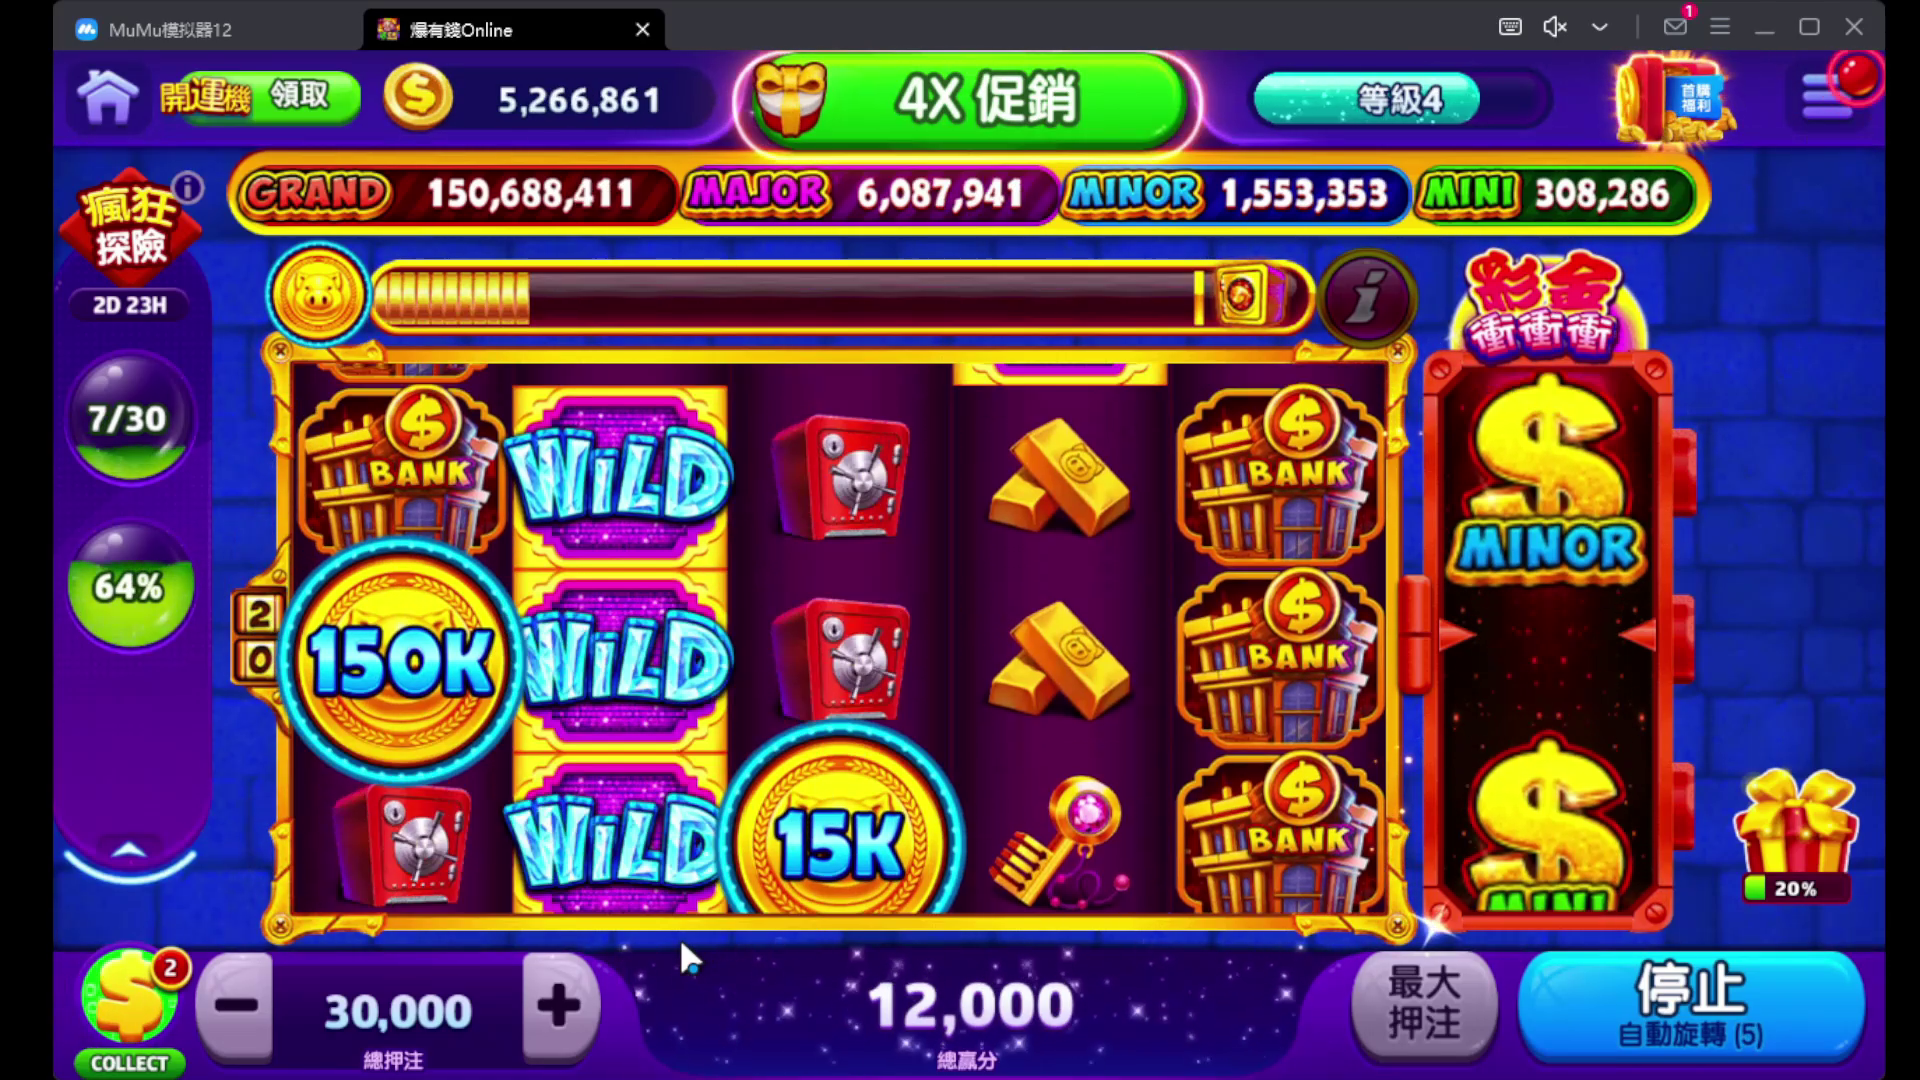 MuMu模拟器12
爆有錢Online
1
開運機 領取
5,266,861
4X 促銷
等級4
首購
福利
瘋狂
探險
2D 23H
GRAND 150,688,411
MAJOR 6,087,941
MINOR 1,553,353
MINI 308,286
彩金
衝衝衝
7/30
64%
BANK
WILD
BANK
MINOR
2
0
150K
WILD
BANK
WILD
15K
BANK
MINI
20%
2
COLLECT
30,000
總押注
12,000
總贏分
最大
押注
停止
自動旋轉 (5)